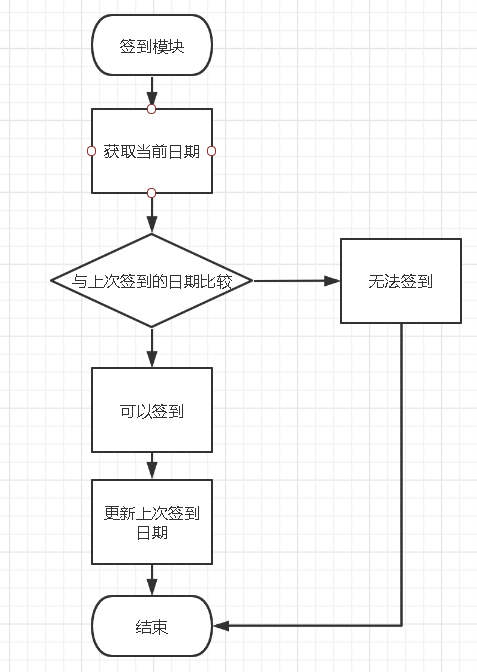 签到模块
获取当前日期
与上次签到的日期比较
无法签到
可以签到
更新上次签到
日期
结束